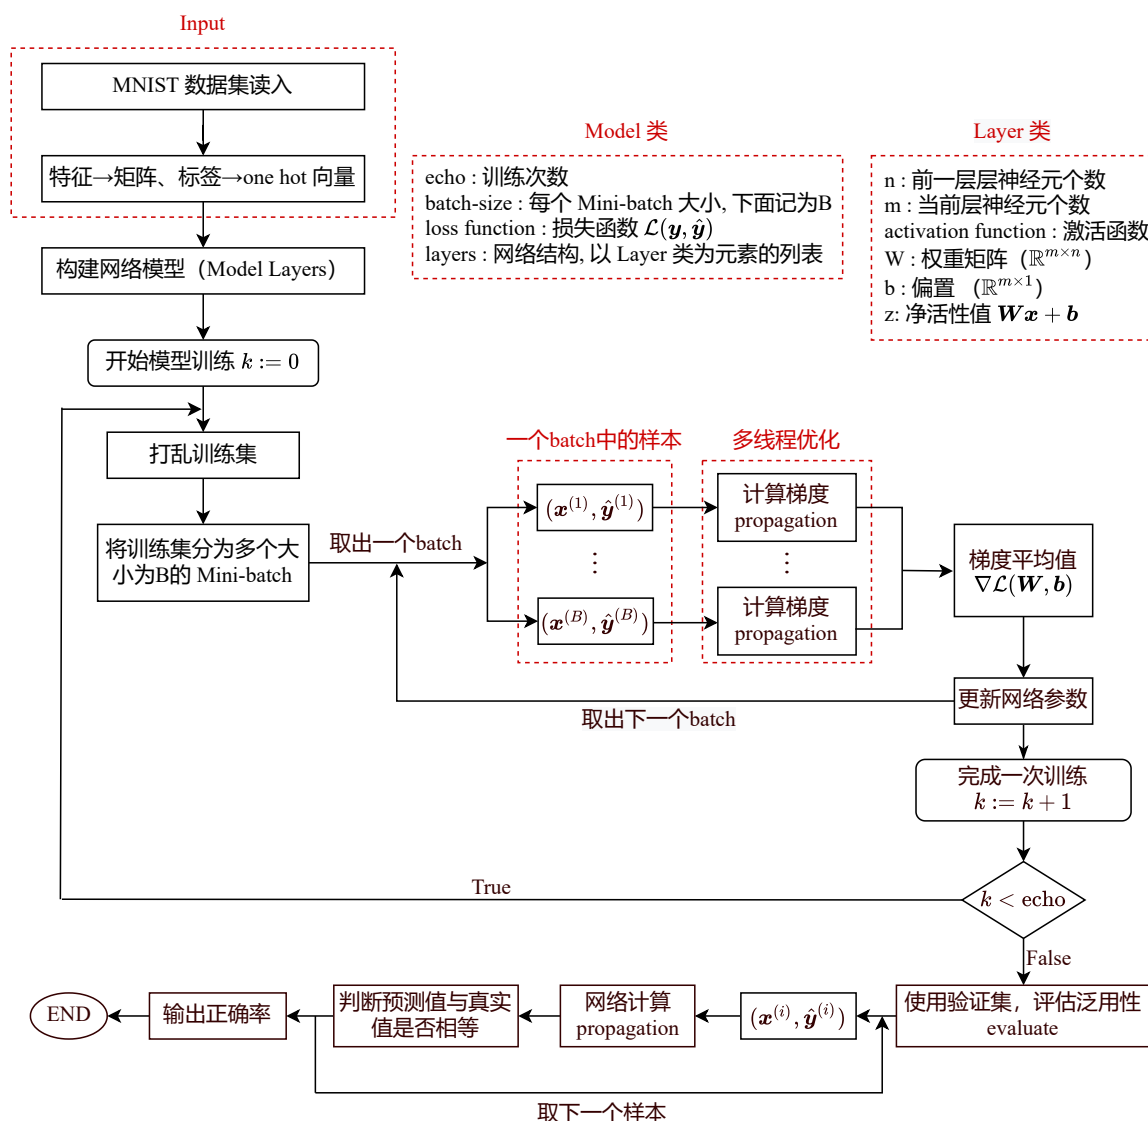 Input
MNIST 数据集读入
特征→矩阵、标签→one hot 向量
构建网络模型（Model Layers）
开始模型训练 k := 0
打乱训练集
将训练集分为多个大
小为B的 Mini-batch
Model 类
echo : 训练次数
batch-size : 每个 Mini-batch 大小, 下面记为B
loss function : 损失函数 ℒ(y, ŷ)
layers : 网络结构, 以 Layer 类为元素的列表
Layer 类
n : 前一层层神经元个数
m : 当前层神经元个数
activation function : 激活函数
W : 权重矩阵（ℝ^{m×n}）
b : 偏置 （ℝ^{m×1}）
z: 净活性值 Wx + b
取出一个batch
一个batch中的样本
(x^{(1)}, ŷ^{(1)})
⋮
(x^{(B)}, ŷ^{(B)})
多线程优化
计算梯度
propagation
⋮
计算梯度
propagation
梯度平均值
∇ℒ(W, b)
更新网络参数
取出下一个batch
完成一次训练
k := k + 1
k < echo
True
False
使用验证集，评估泛用性
evaluate
(x^{(i)}, ŷ^{(i)})
网络计算
propagation
判断预测值与真实
值是否相等
输出正确率
END
取下一个样本